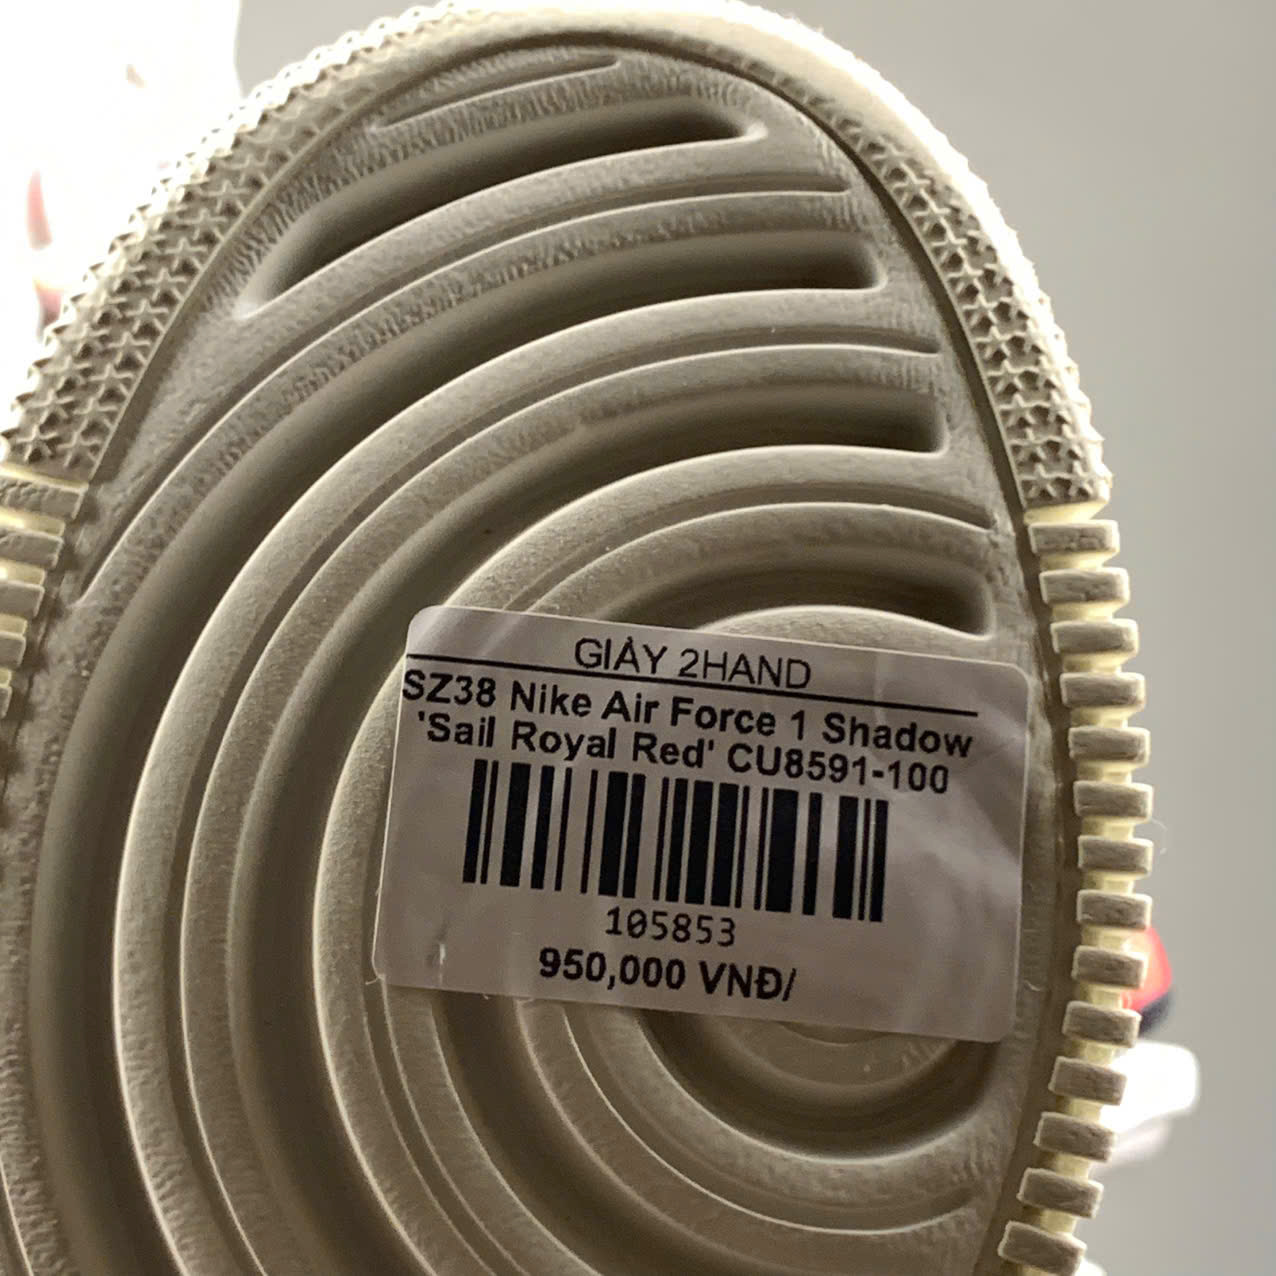 GIÀY 2HAND
SZ38 Nike Air Force 1 Shadow
'Sail Royal Red' CU8591-100
105853
950,000 VNĐ/